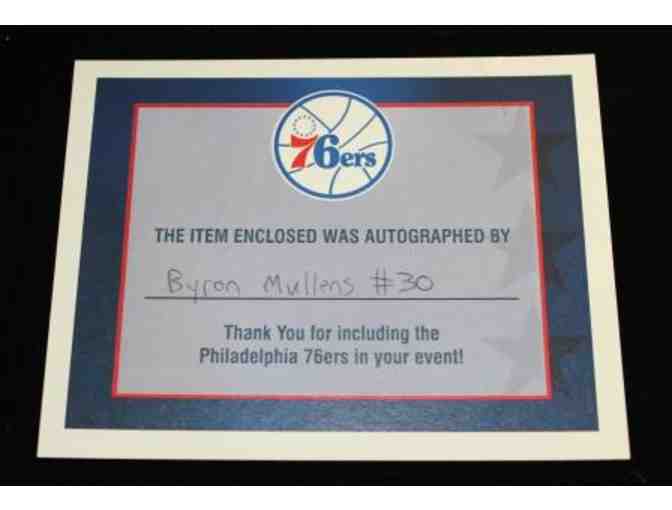 76ers
THE ITEM ENCLOSED WAS AUTOGRAPHED BY
Byron Mullens #30
Thank You for including the
Philadelphia 76ers in your event!